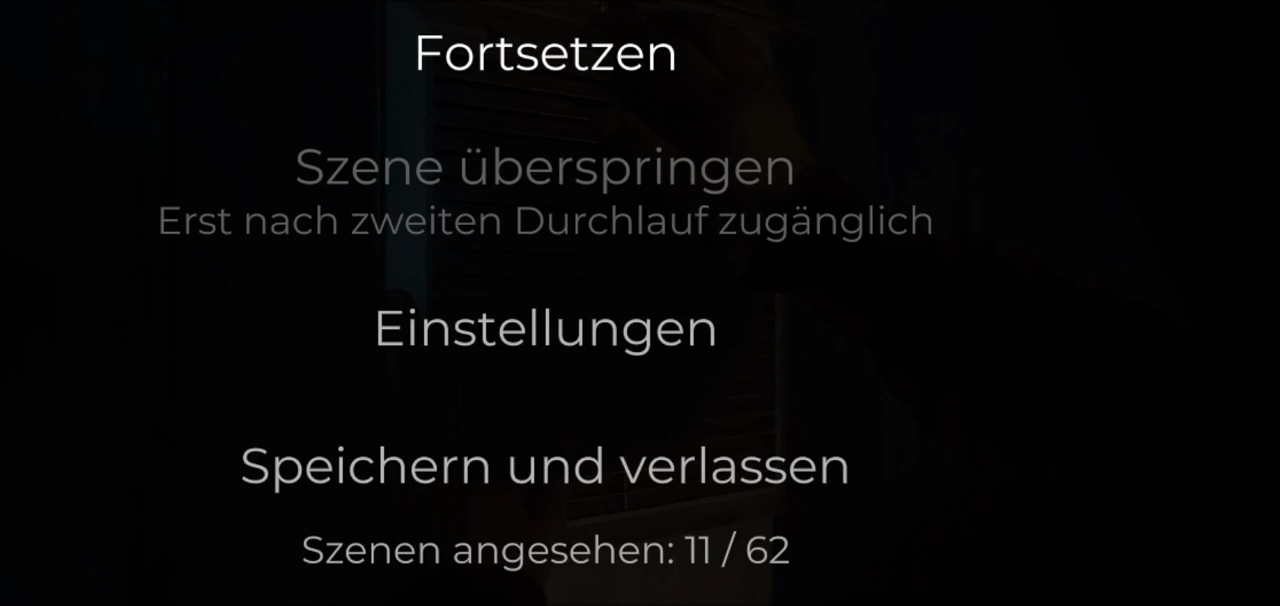 Fortsetzen
Szene überspringen
Erst nach zweiten Durchlauf zugänglich
Einstellungen
Speichern und verlassen
Szenen angesehen: 11 / 62